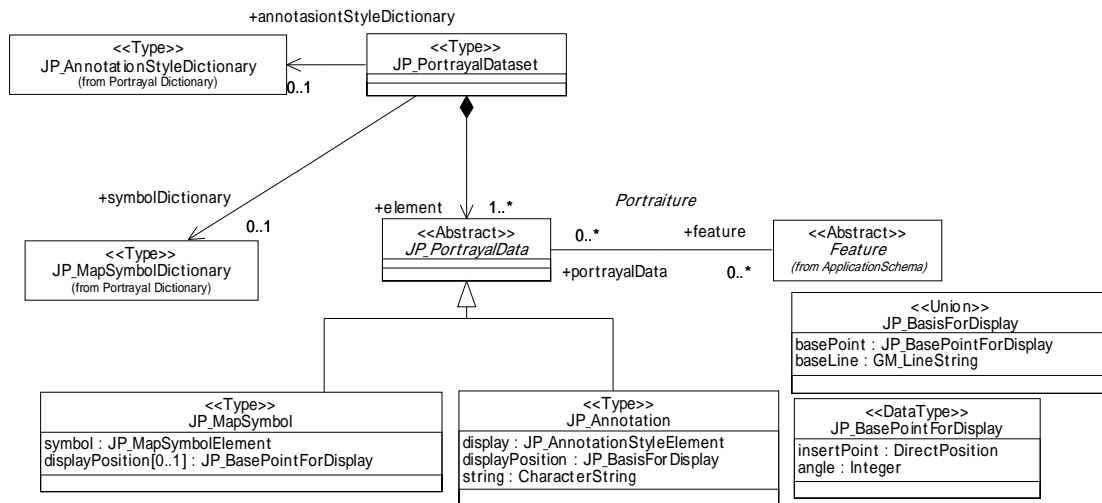 +annotasiontStyleDictionary
<<Type>>
JP_AnnotationStyleDictionary
(from Portrayal Dictionary)
0..1
<<Type>>
JP_PortrayalDataset
+symbolDictionary
0..1
<<Type>>
JP_MapSymbolDictionary
(from Portrayal Dictionary)
+element
1..*
<<Abstract>>
JP_PortrayalData
Portraiture
0..*
+feature
+portrayalData
0..*
<<Abstract>>
Feature
(from ApplicationSchema)
<<Union>>
JP_BasisForDisplay
basePoint : JP_BasePointForDisplay
baseLine : GM_LineString
<<Type>>
JP_MapSymbol
symbol : JP_MapSymbolElement
displayPosition[0..1] : JP_BasePointForDisplay
<<Type>>
JP_Annotation
display : JP_AnnotationStyleElement
displayPosition : JP_BasisForDisplay
string : CharacterString
<<DataType>>
JP_BasePointForDisplay
insertPoint : DirectPosition
angle : Integer